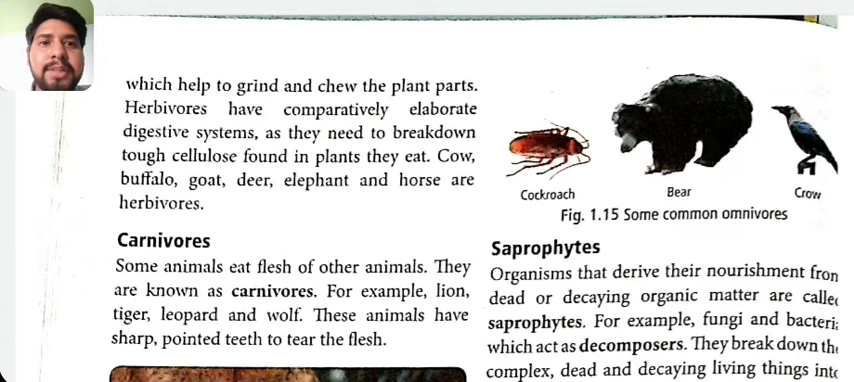 which help to grind and chew the plant parts.
Herbivores have comparatively elaborate
digestive systems, as they need to breakdown
tough cellulose found in plants they eat. Cow,
buffalo, goat, deer, elephant and horse are
herbivores.
Carnivores
Some animals eat flesh of other animals. They
are known as carnivores. For example, lion,
tiger, leopard and wolf. These animals have
sharp, pointed teeth to tear the flesh.
Cockroach
Bear
Crow
Fig. 1.15 Some common omnivores
Saprophytes
Organisms that derive their nourishment
dead or decaying organic matter are
saprophytes. For example, fungi and
which act as decomposers. They break down
complex, dead and decaying living things